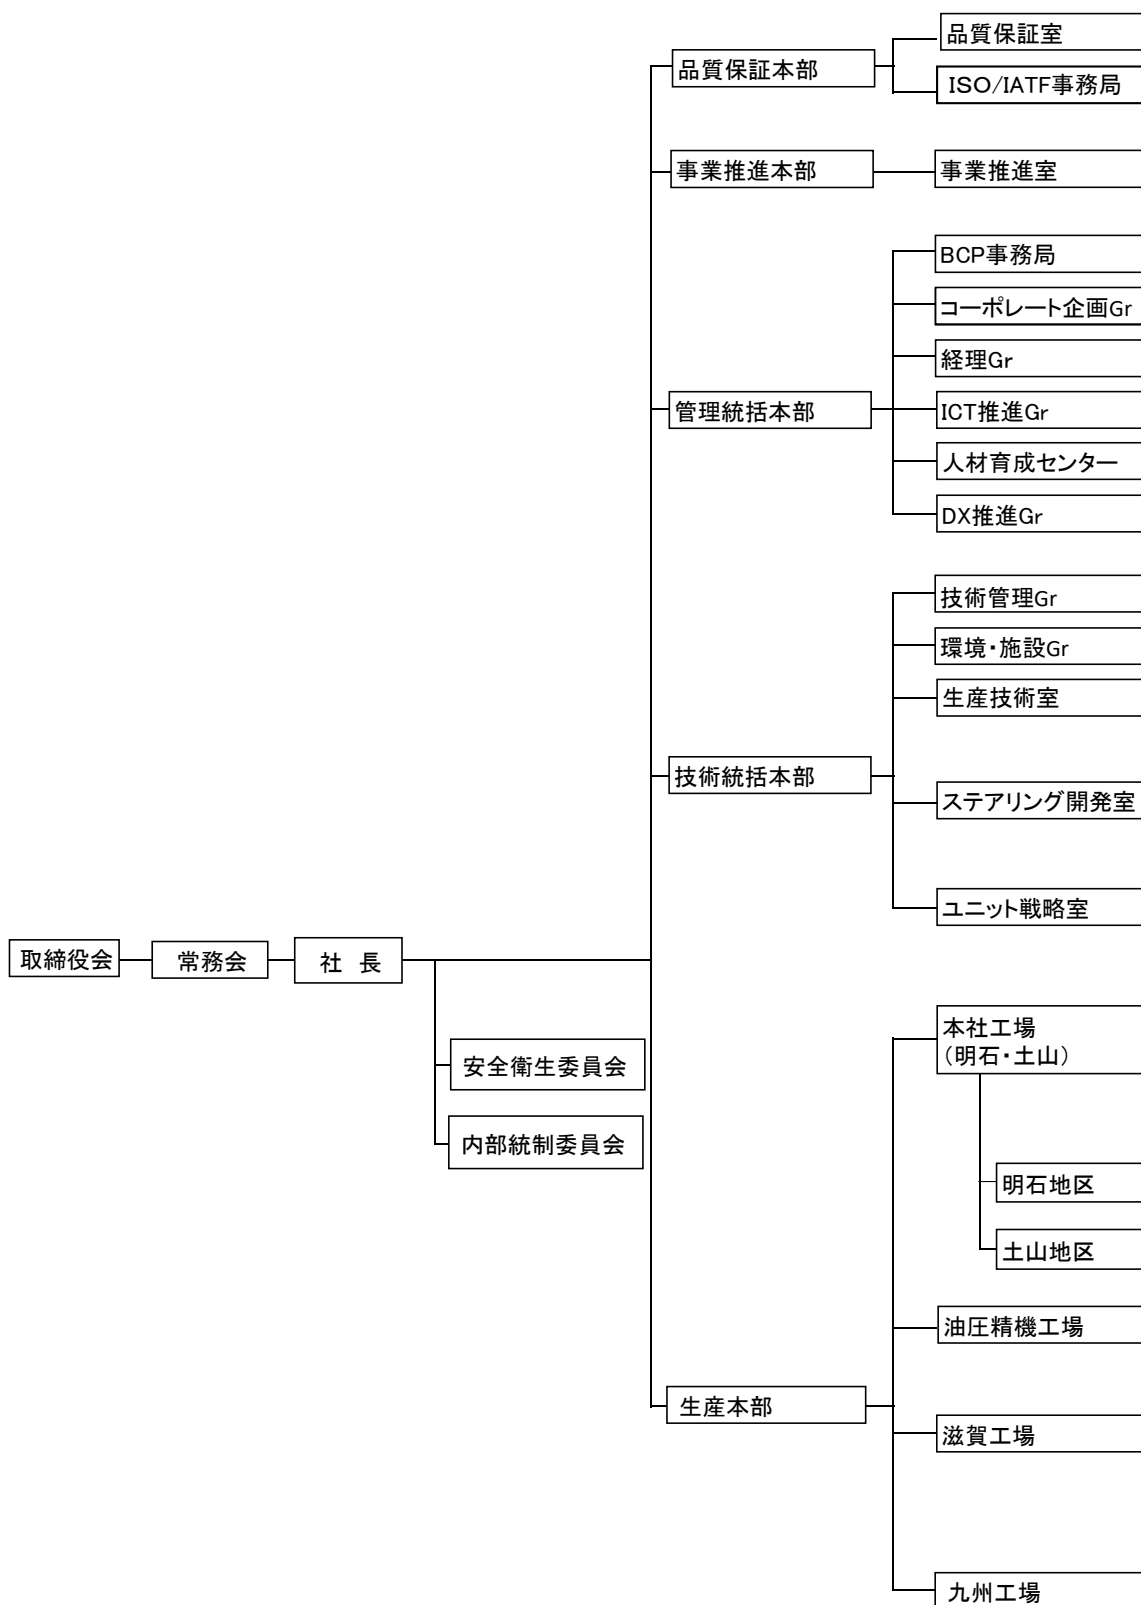 品質保証室
品質保証本部
ISO/IATF事務局
事業推進本部
事業推進室
BCP事務局
コーポレート企画Gr
経理Gr
管理統括本部
ICT推進Gr
人材育成センター
DX推進Gr
技術管理Gr
環境・施設Gr
生産技術室
技術統括本部
ステアリング開発室
ユニット戦略室
取締役会
常務会
社　長
安全衛生委員会
内部統制委員会
本社工場
（明石・土山）
明石地区
土山地区
油圧精機工場
生産本部
滋賀工場
九州工場